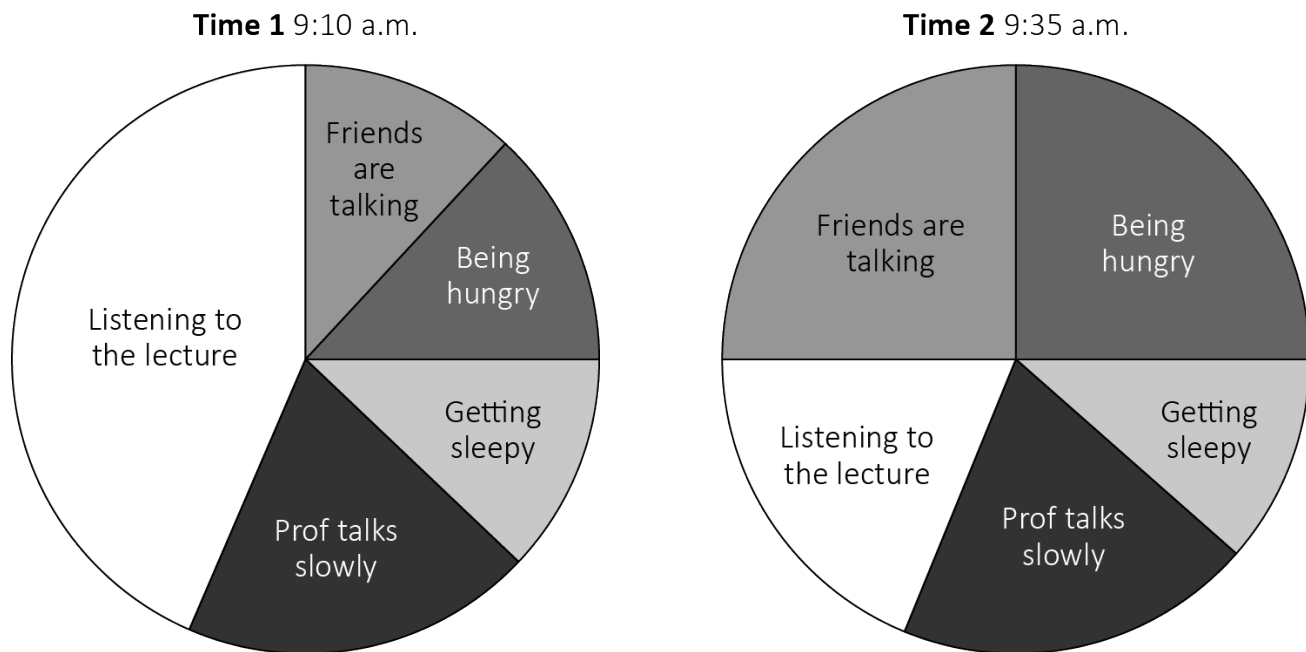 Time 1 9:10 a.m.
Friends
are
talking
Being
hungry
Listening to
the lecture
Getting
sleepy
Prof talks
slowly
Time 2 9:35 a.m.
Friends are
talking
Being
hungry
Listening to
the lecture
Getting
sleepy
Prof talks
slowly